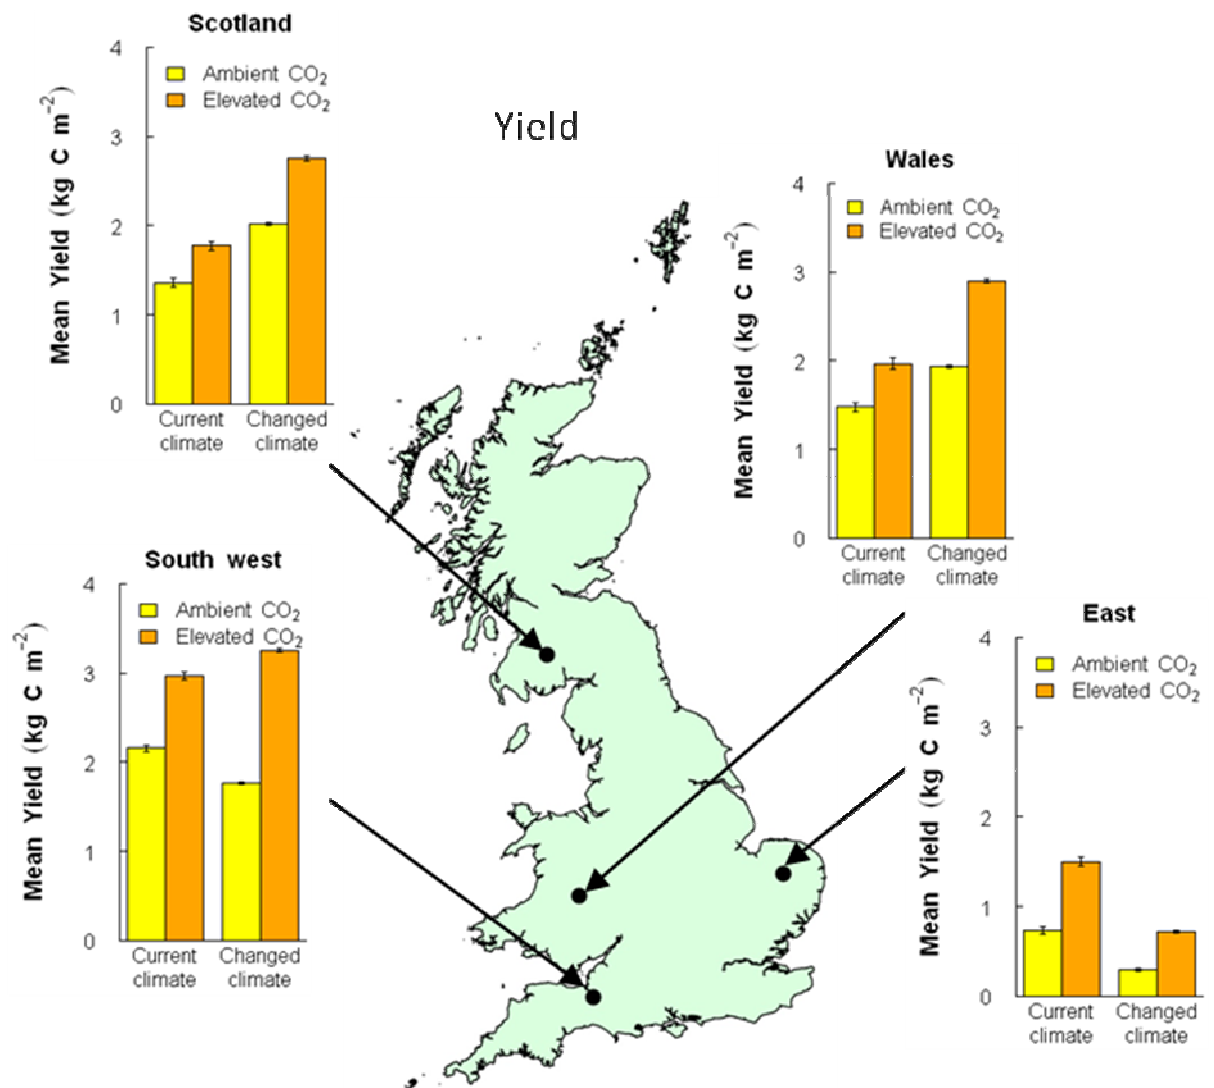 Scotland
4
3
2
1
0
Mean Yield (kg C m⁻²)
Ambient CO₂
Elevated CO₂
Current climate
Changed climate
Yield
Wales
4
3
2
1
0
Mean Yield (kg C m⁻²)
Ambient CO₂
Elevated CO₂
Current climate
Changed climate
South west
4
3
2
1
0
Mean Yield (kg C m⁻²)
Ambient CO₂
Elevated CO₂
Current climate
Changed climate
East
4
3
2
1
0
Mean Yield (kg C m⁻²)
Ambient CO₂
Elevated CO₂
Current climate
Changed climate